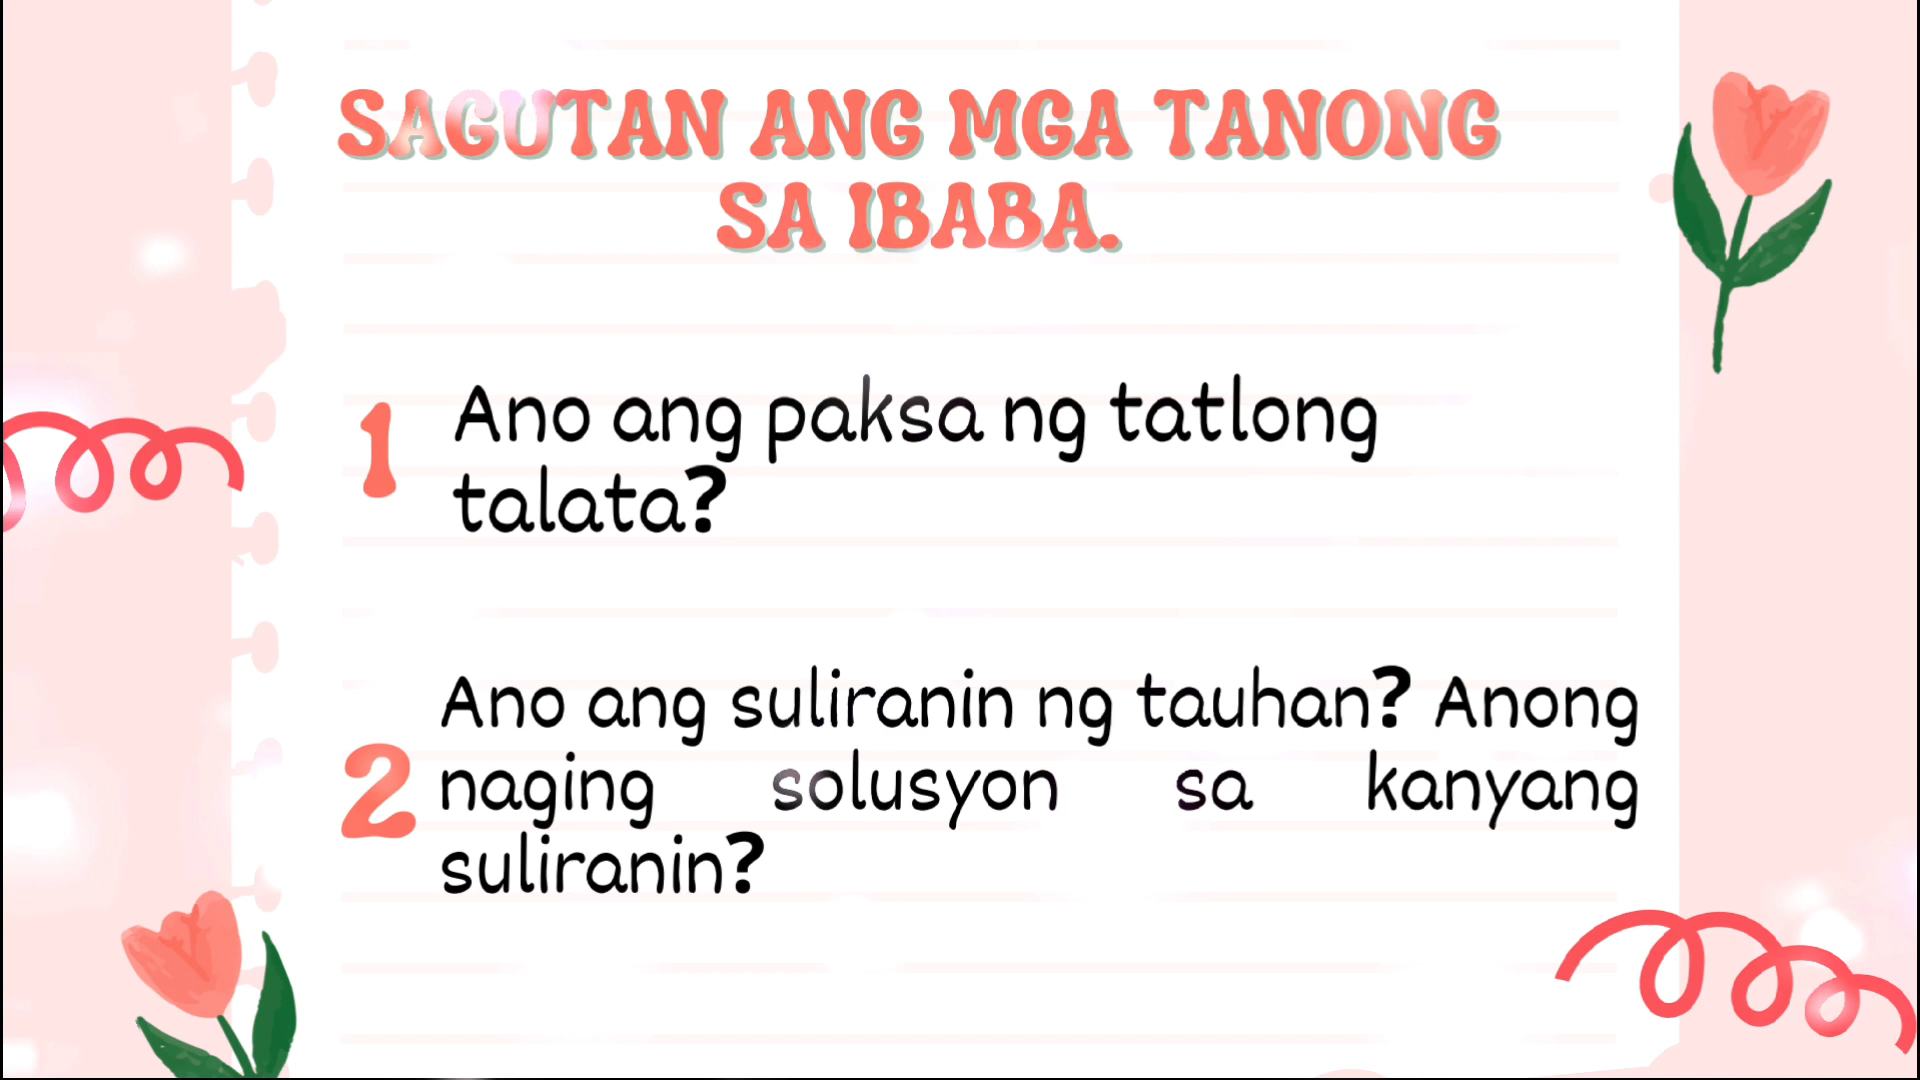 SAGUTAN ANG MGA TANONG
SA IBABA.
1 Ano ang paksa ng tatlong
talata?
Ano ang suliranin ng tauhan? Anong
2 naging solusyon sa kanyang
suliranin?